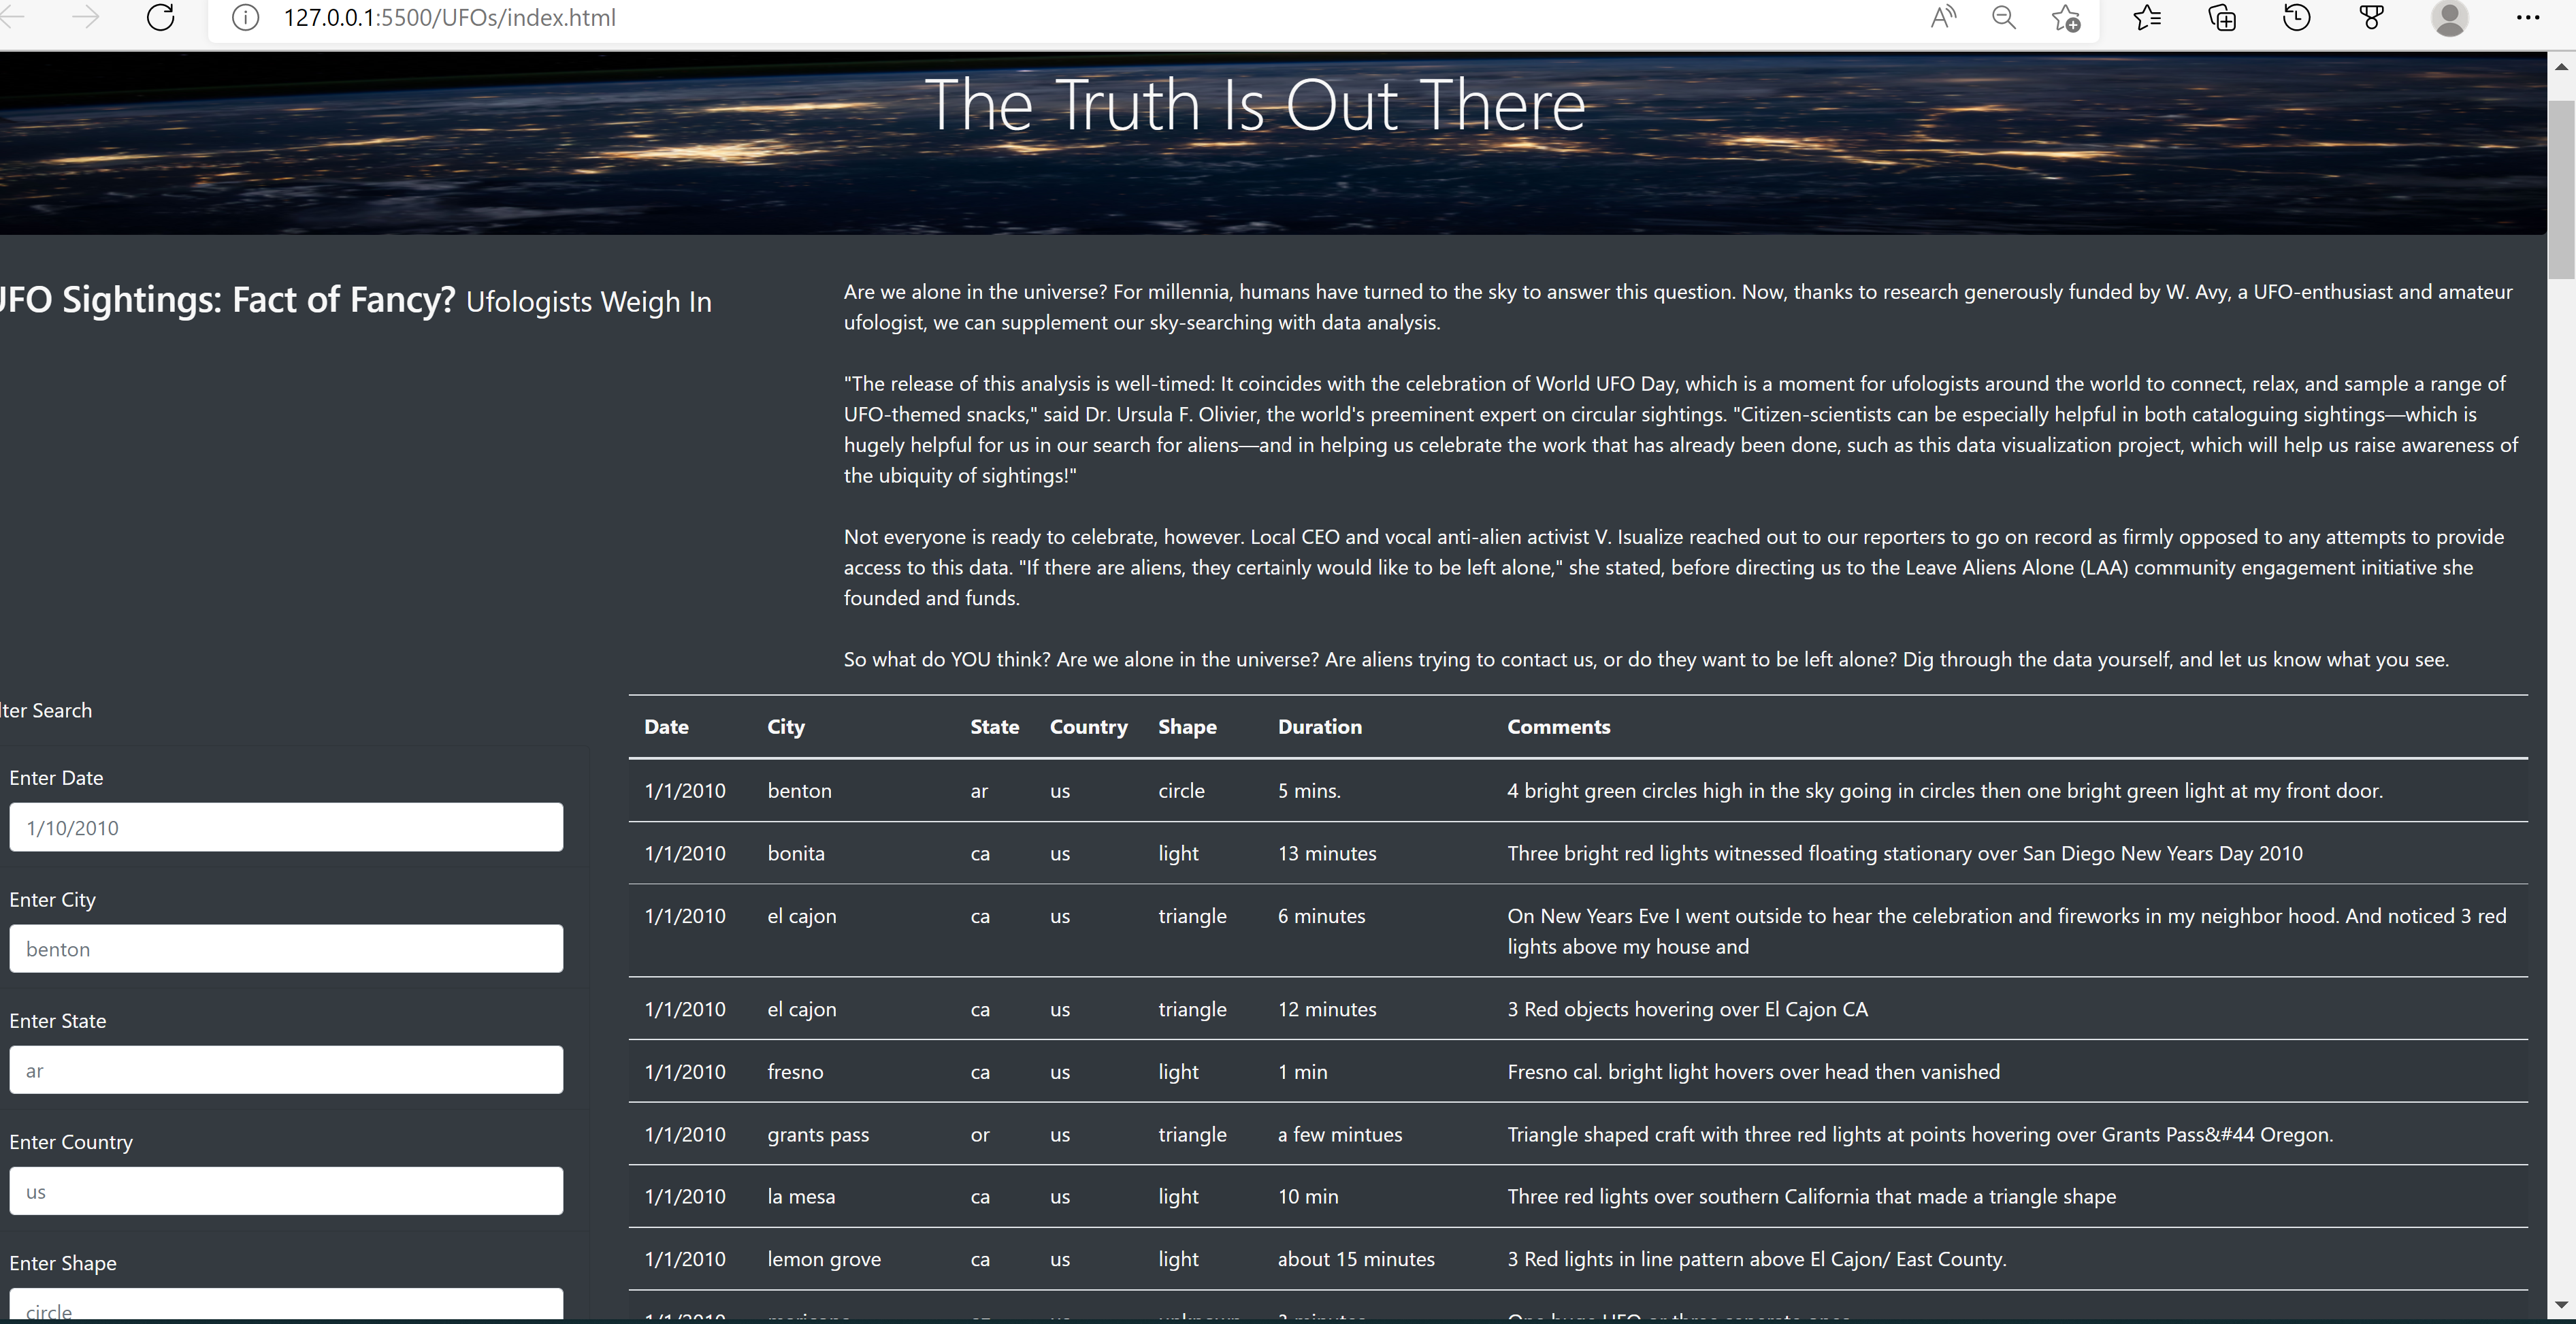 127.0.0.1:5500/UFOs/index.html
The Truth Is Out There
UFO Sightings: Fact of Fancy? Ufologists Weigh In
Are we alone in the universe? For millennia, humans have turned to the sky to answer this question. Now, thanks to research generously funded by W. Avy, a UFO-enthusiast and amateur
ufologist, we can supplement our sky-searching with data analysis.
"The release of this analysis is well-timed: It coincides with the celebration of World UFO Day, which is a moment for ufologists around the world to connect, relax, and sample a range of
UFO-themed snacks," said Dr. Ursula F. Olivier, the world's preeminent expert on circular sightings. "Citizen-scientists can be especially helpful in both cataloguing sightings—which is
hugely helpful for us in our search for aliens—and in helping us celebrate the work that has already been done, such as this data visualization project, which will help us raise awareness of
the ubiquity of sightings!"
Not everyone is ready to celebrate, however. Local CEO and vocal anti-alien activist V. Isualize reached out to our reporters to go on record as firmly opposed to any attempts to provide
access to this data. "If there are aliens, they certainly would like to be left alone," she stated, before directing us to the Leave Aliens Alone (LAA) community engagement initiative she
founded and funds.
So what do YOU think? Are we alone in the universe? Are aliens trying to contact us, or do they want to be left alone? Dig through the data yourself, and let us know what you see.
lter Search
Enter Date
1/10/2010
Enter City
benton
Enter State
ar
Enter Country
us
Enter Shape
circle
Date City State Country Shape Duration Comments
1/1/2010 benton ar us circle 5 mins. 4 bright green circles high in the sky going in circles then one bright green light at my front door.
1/1/2010 bonita ca us light 13 minutes Three bright red lights witnessed floating stationary over San Diego New Years Day 2010
1/1/2010 el cajon ca us triangle 6 minutes On New Years Eve I went outside to hear the celebration and fireworks in my neighbor hood. And noticed 3 red
lights above my house and
1/1/2010 el cajon ca us triangle 12 minutes 3 Red objects hovering over El Cajon CA
1/1/2010 fresno ca us light 1 min Fresno cal. bright light hovers over head then vanished
1/1/2010 grants pass or us triangle a few mintues Triangle shaped craft with three red lights at points hovering over Grants Pass&#44 Oregon.
1/1/2010 la mesa ca us light 10 min Three red lights over southern California that made a triangle shape
1/1/2010 lemon grove ca us light about 15 minutes 3 Red lights in line pattern above El Cajon/ East County.